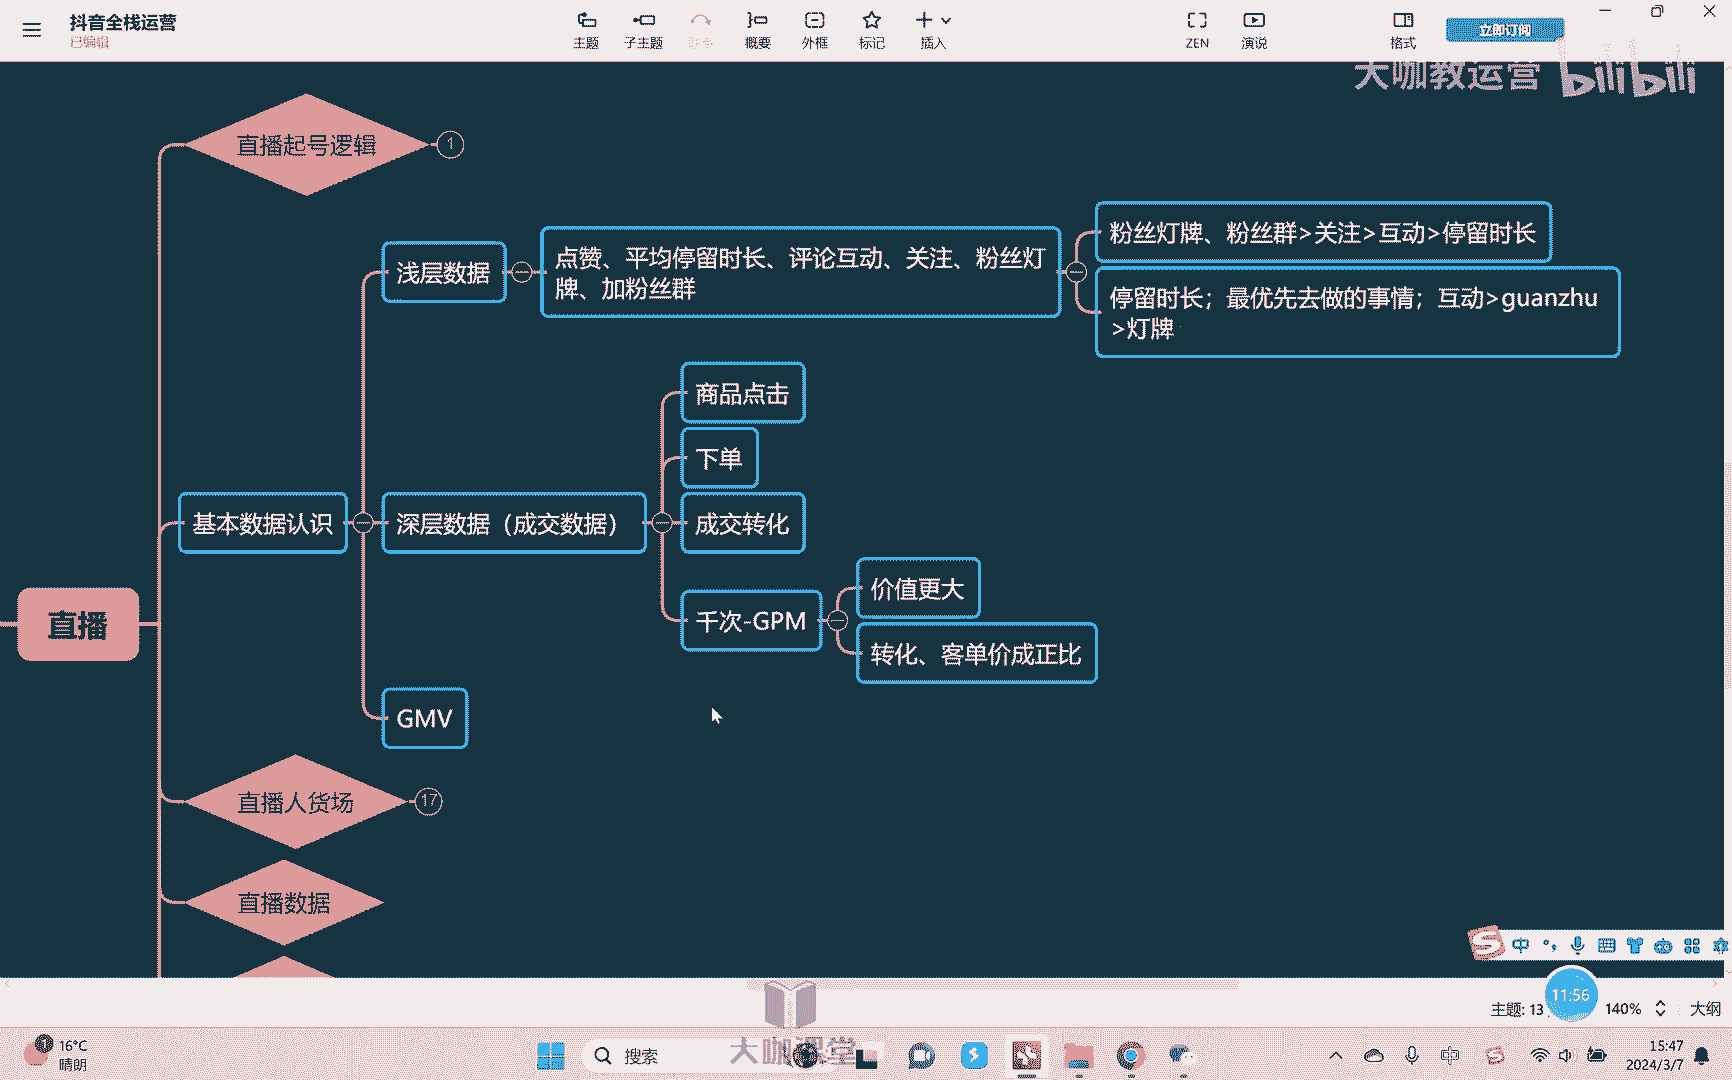 抖音全栈运营
已编辑
主题
子主题
联系
概要
外框
标记
插入
ZEN
演说
格式
立即订阅
大咖教运营
bilibili
直播起号逻辑
1
粉丝灯牌、粉丝群>关注>互动>停留时长
浅层数据
点赞、平均停留时长、评论互动、关注、粉丝灯
牌、加粉丝群
停留时长；最优先去做的事情；互动>guanzhu
>灯牌
商品点击
下单
基本数据认识
深层数据（成交数据）
成交转化
价值更大
千次-GPM
转化、客单价成正比
直播
GMV
直播人货场
17
直播数据
中
主题: 13
11:56
140%
大纲
1
16°C
晴朗
搜索
大咖课堂
中
15:47
2024/3/7